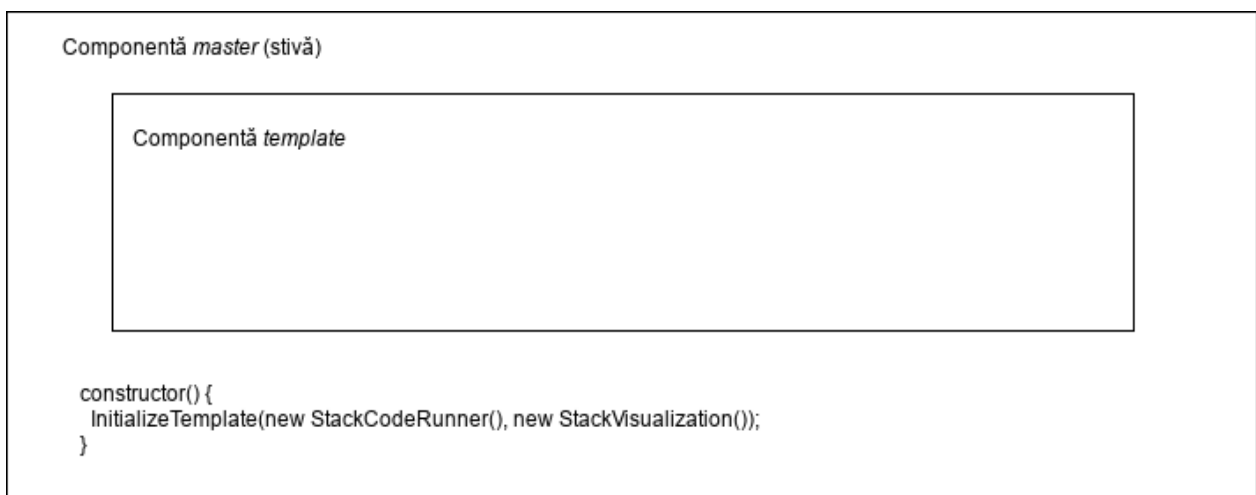 Componentă master (stivă)
Componentă template
constructor() {
InitializeTemplate(new StackCodeRunner(), new StackVisualization());
}